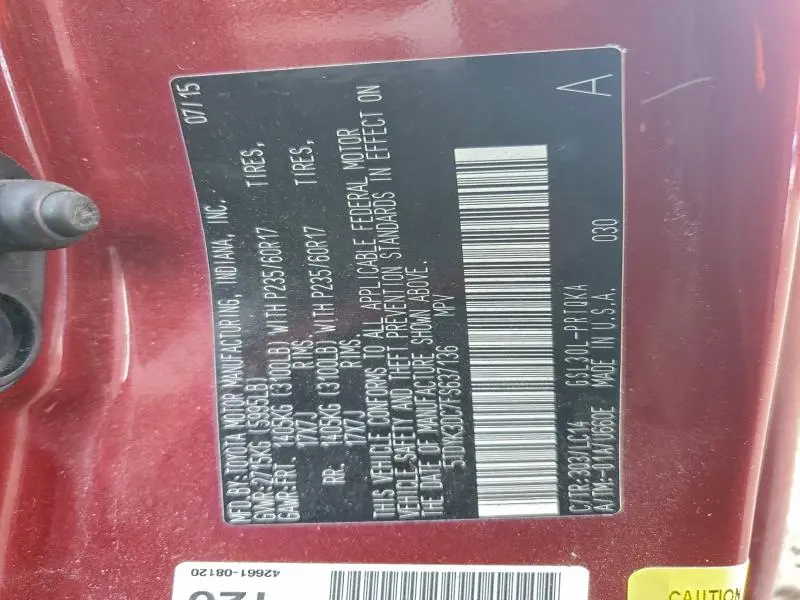 MFD.BY: TOYOTA MOTOR MANUFACTURING, INDIANA, INC. 07/15
GVWR: 2715KG (5995LB)
GAWR: FRT. 1405KG (3100LB) WITH P235/60R17 TIRES,
17X7J RIMS.
RR. 1405KG (3100LB) WITH P235/60R17 TIRES,
17X7J RIMS.
THIS VEHICLE CONFORMS TO ALL APPLICABLE FEDERAL MOTOR
VEHICLE SAFETY AND THEFT PREVENTION STANDARDS IN EFFECT ON
THE DATE OF MANUFACTURE SHOWN ABOVE.
MPV
A
C/TR: 3Q3/LC14 GSL30L-PRTQKA 030
A/TM: -01A/U660E MADE IN U.S.A.
42661-08120
CAUTION